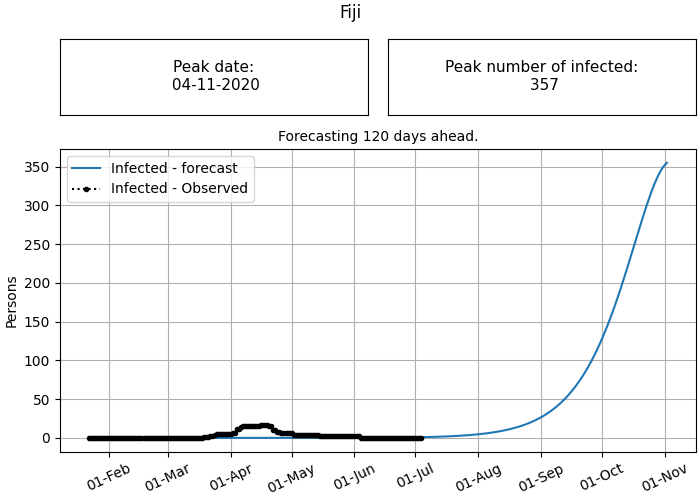 Fiji
Peak date:
04-11-2020
Peak number of infected:
357
Forecasting 120 days ahead.
Infected - forecast
Infected - Observed
Persons
350
300
250
200
150
100
50
0
01-Feb
01-Mar
01-Apr
01-May
01-Jun
01-Jul
01-Aug
01-Sep
01-Oct
01-Nov